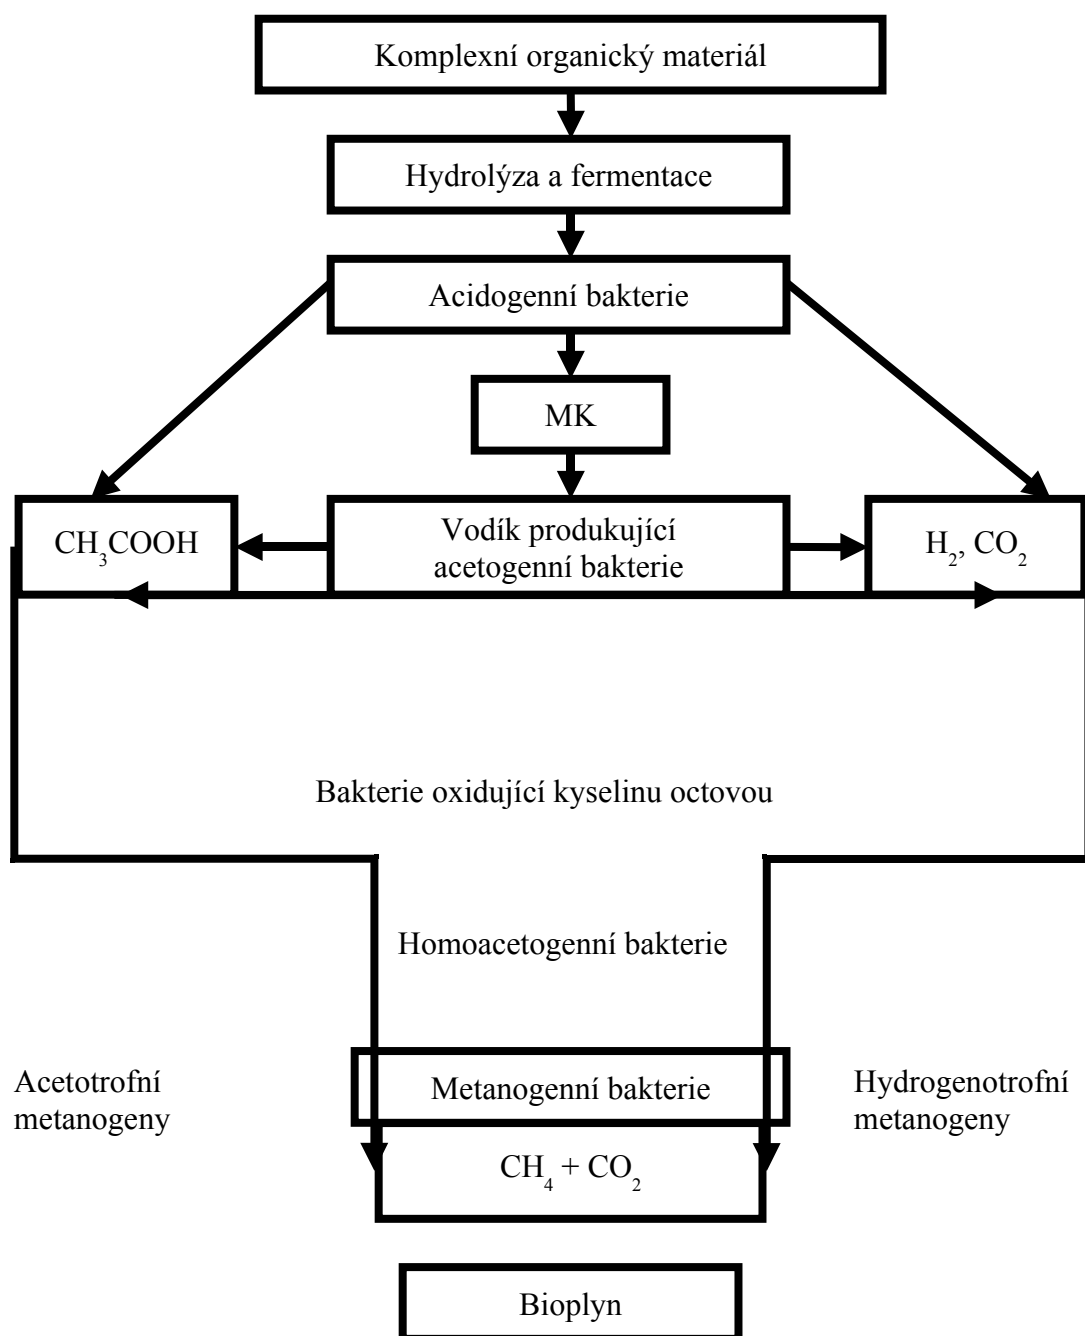 Komplexní organický materiál
Hydrolýza a fermentace
Acidogenní bakterie
MK
CH₃COOH
Vodík produkující
acetogenní bakterie
H₂, CO₂
Bakterie oxidující kyselinu octovou
Homoacetogenní bakterie
Acetotrofní
metanogeny
Metanogenní bakterie
Hydrogenotrofní
metanogeny
CH₄ + CO₂
Bioplyn